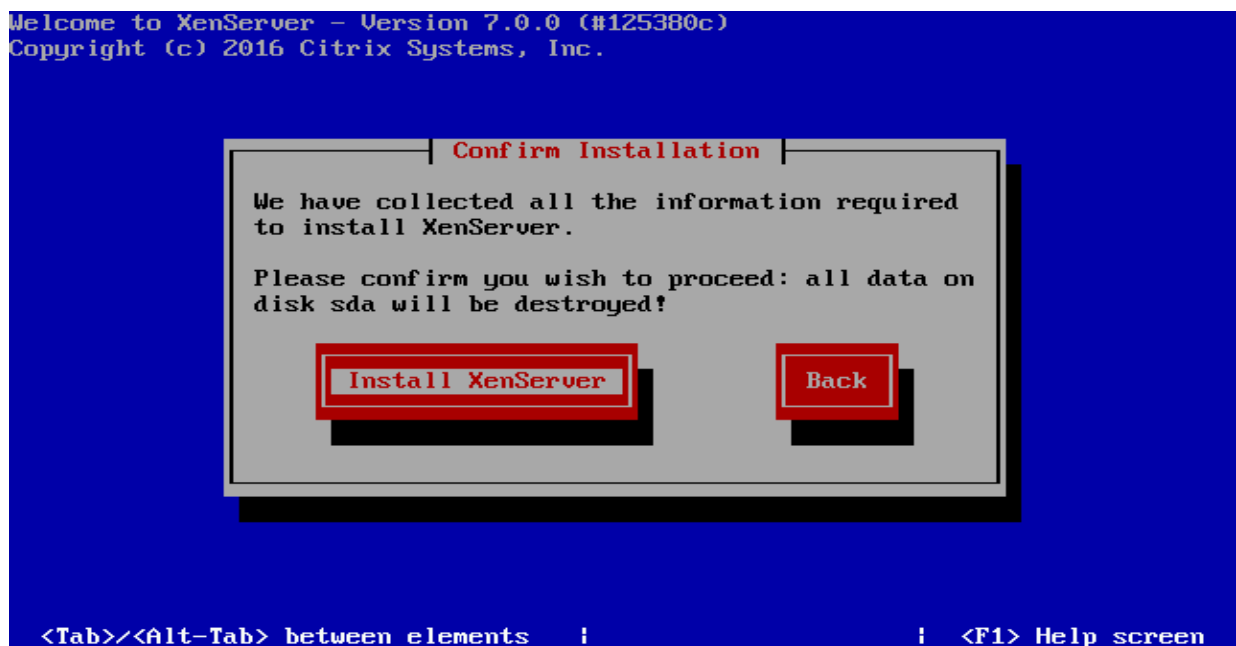 Welcome to XenServer - Version 7.0.0 (#125380c)
Copyright (c) 2016 Citrix Systems, Inc.
Confirm Installation
We have collected all the information required
to install XenServer.
Please confirm you wish to proceed: all data on
disk sda will be destroyed!
Install XenServer Back
<Tab>/<Alt-Tab> between elements | | <F1> Help screen